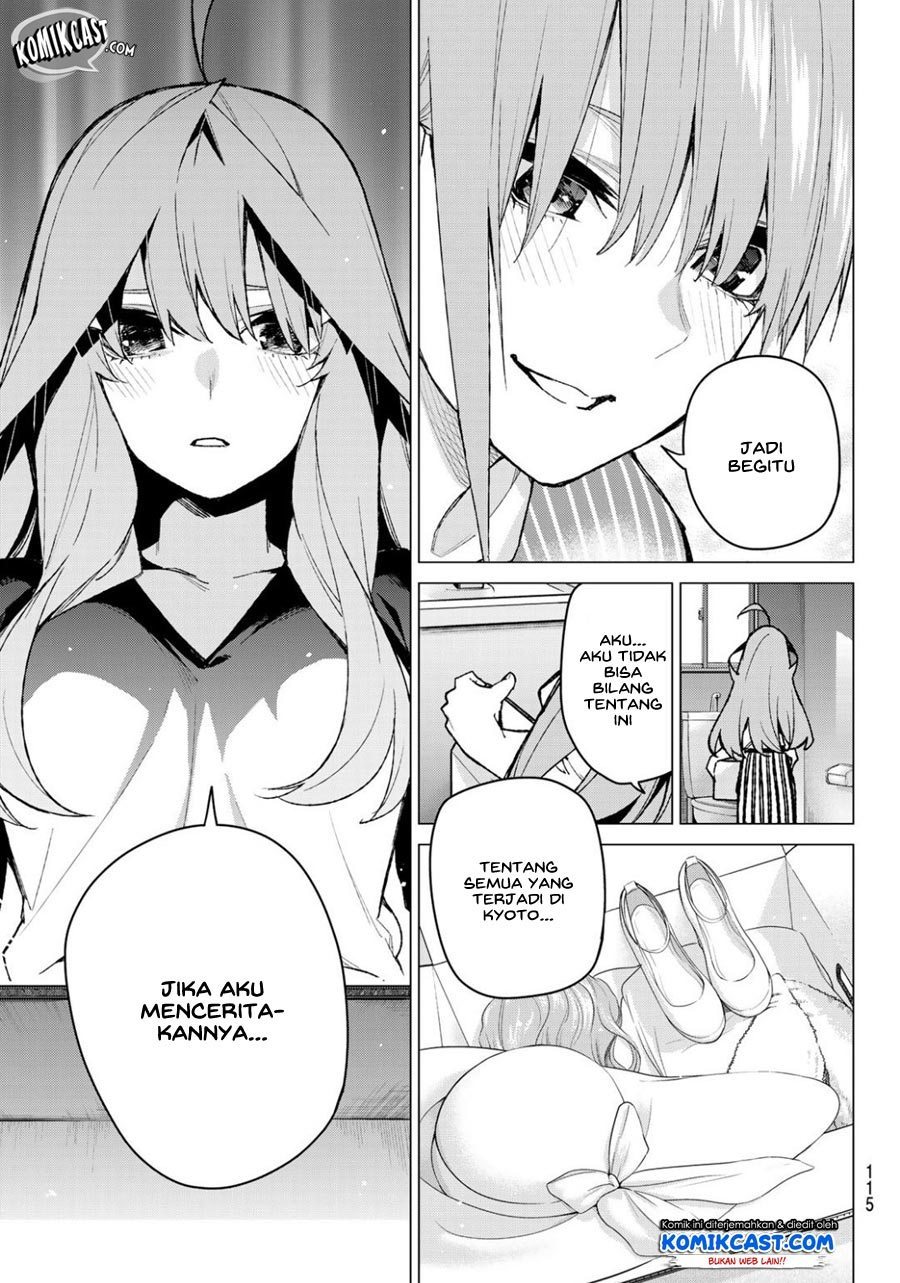 KOMIKCAST.COM
JADI
BEGITU
AKU...
AKU TIDAK
BISA
BILANG
TENTANG
INI
TENTANG
SEMUA YANG
TERJADI DI
KYOTO...
JIKA AKU
MENCERITA-
KANNYA...
115
Komik ini diterjemahkan & diedit oleh
KOMIKCAST.COM
BUKAN WEB LAIN!!